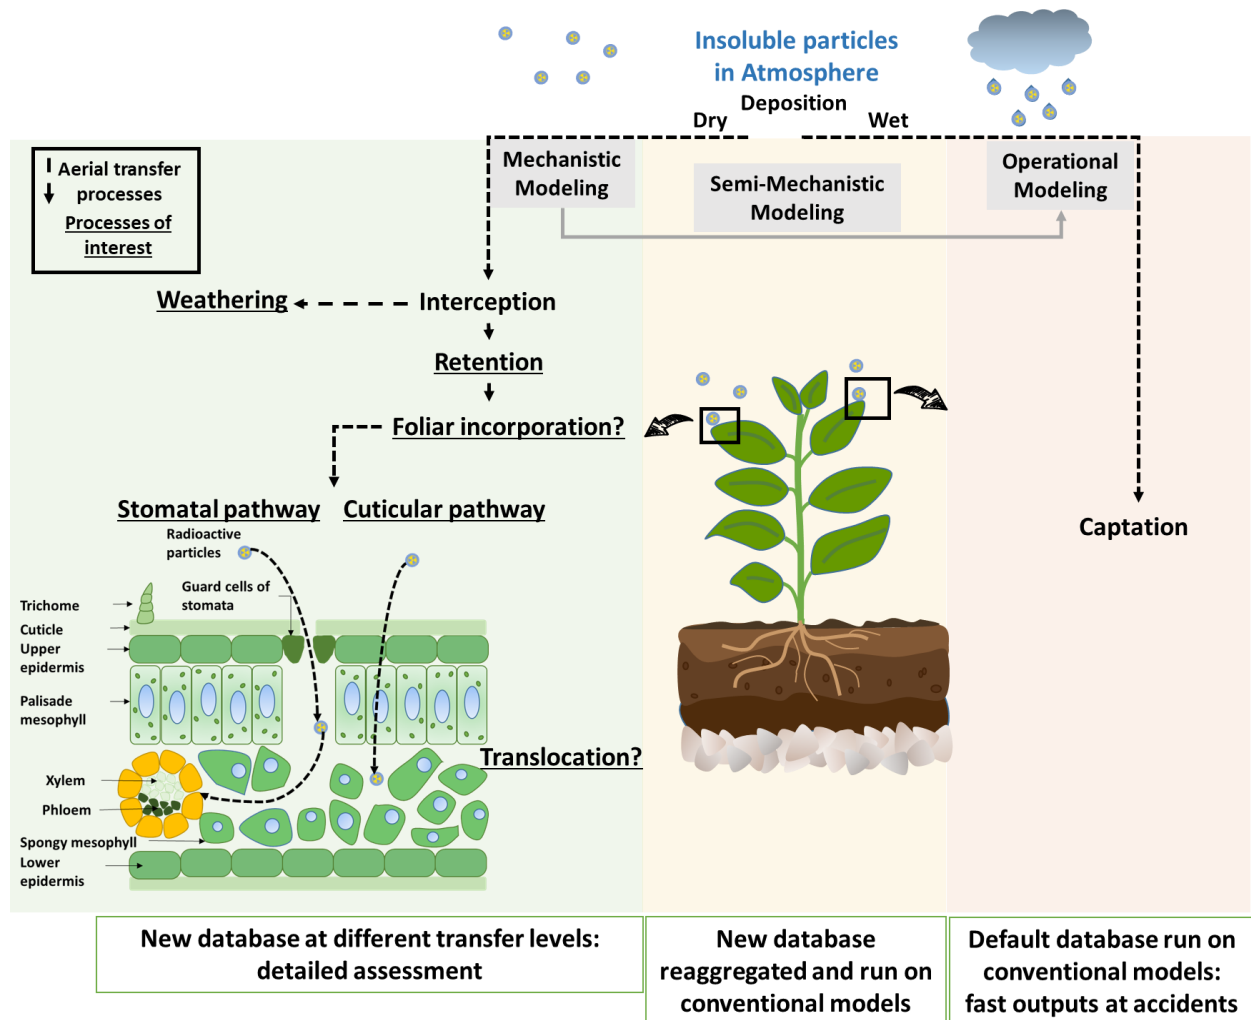 Insoluble particles
in Atmosphere
Deposition
Dry
Wet
Aerial transfer
processes
Processes of
interest
Mechanistic
Modeling
Semi-Mechanistic
Modeling
Operational
Modeling
Weathering
Interception
Retention
Foliar incorporation?
Stomatal pathway
Cuticular pathway
Radioactive
particles
Guard cells of
stomata
Trichome
Cuticle
Upper
epidermis
Palisade
mesophyll
Xylem
Phloem
Spongy mesophyll
Lower
epidermis
Translocation?
Captation
New database at different transfer levels:
detailed assessment
New database
reaggregated and run on
conventional models
Default database run on
conventional models:
fast outputs at accidents